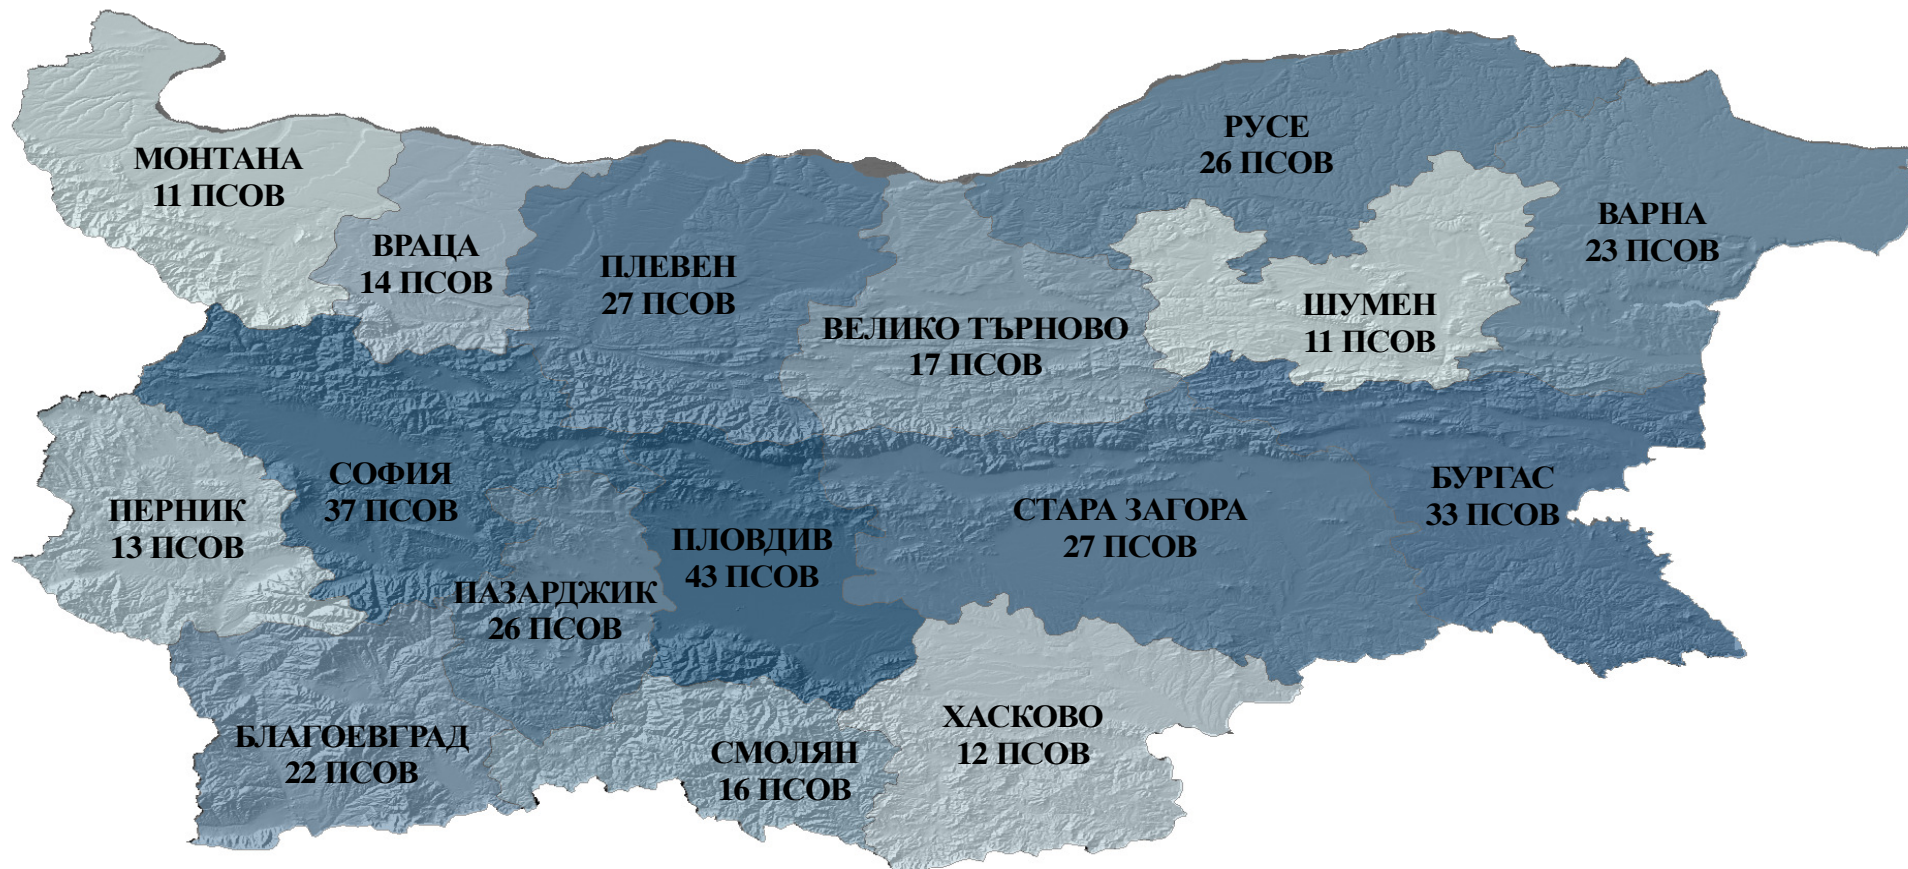 МОНТАНА
11 ПСОВ
ВРАЦА
14 ПСОВ
ПЛЕВЕН
27 ПСОВ
ВЕЛИКО ТЪРНОВО
17 ПСОВ
РУСЕ
26 ПСОВ
ШУМЕН
11 ПСОВ
ВАРНА
23 ПСОВ
СОФИЯ
37 ПСОВ
ПЕРНИК
13 ПСОВ
ПАЗАРДЖИК
26 ПСОВ
ПЛОВДИВ
43 ПСОВ
СТАРА ЗАГОРА
27 ПСОВ
БУРГАС
33 ПСОВ
БЛАГОЕВГРАД
22 ПСОВ
СМОЛЯН
16 ПСОВ
ХАСКОВО
12 ПСОВ